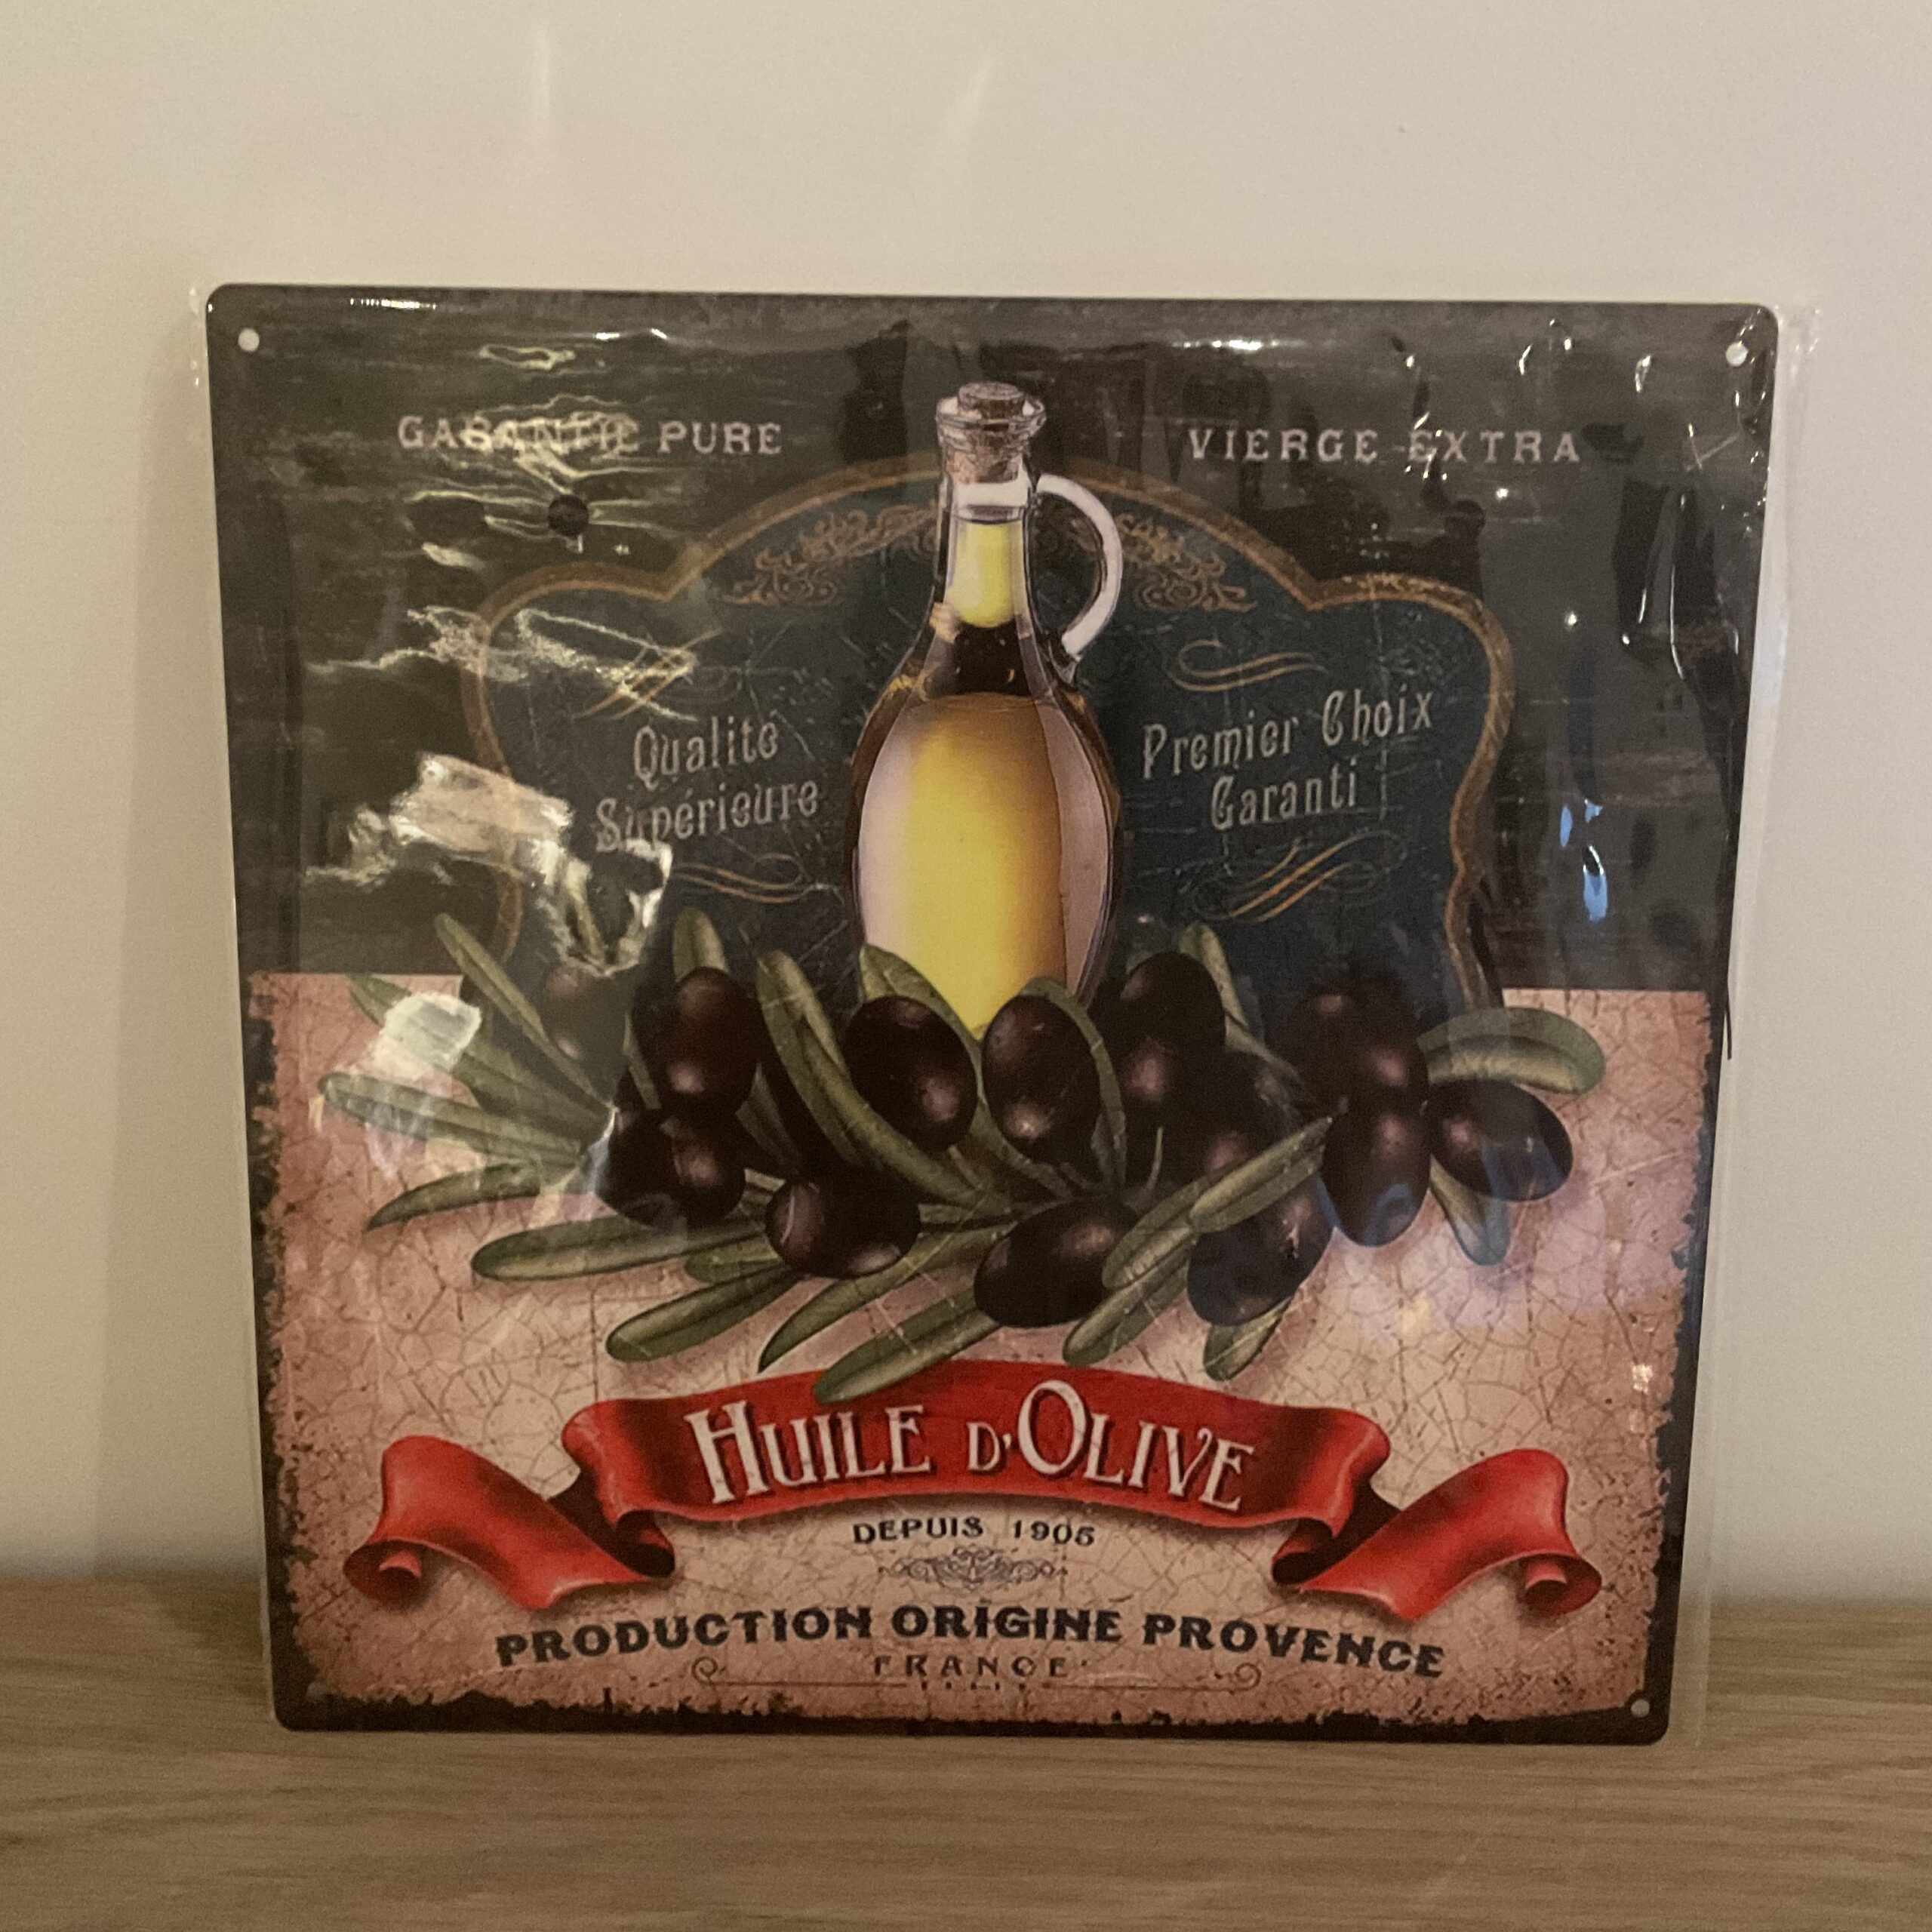 GARANTIE PURE
VIERGE EXTRA
Qualité
Supérieure
Premier Choix
Garanti
HUILE D'OLIVE
DEPUIS 1905
PRODUCTION ORIGINE PROVENCE
FRANCE